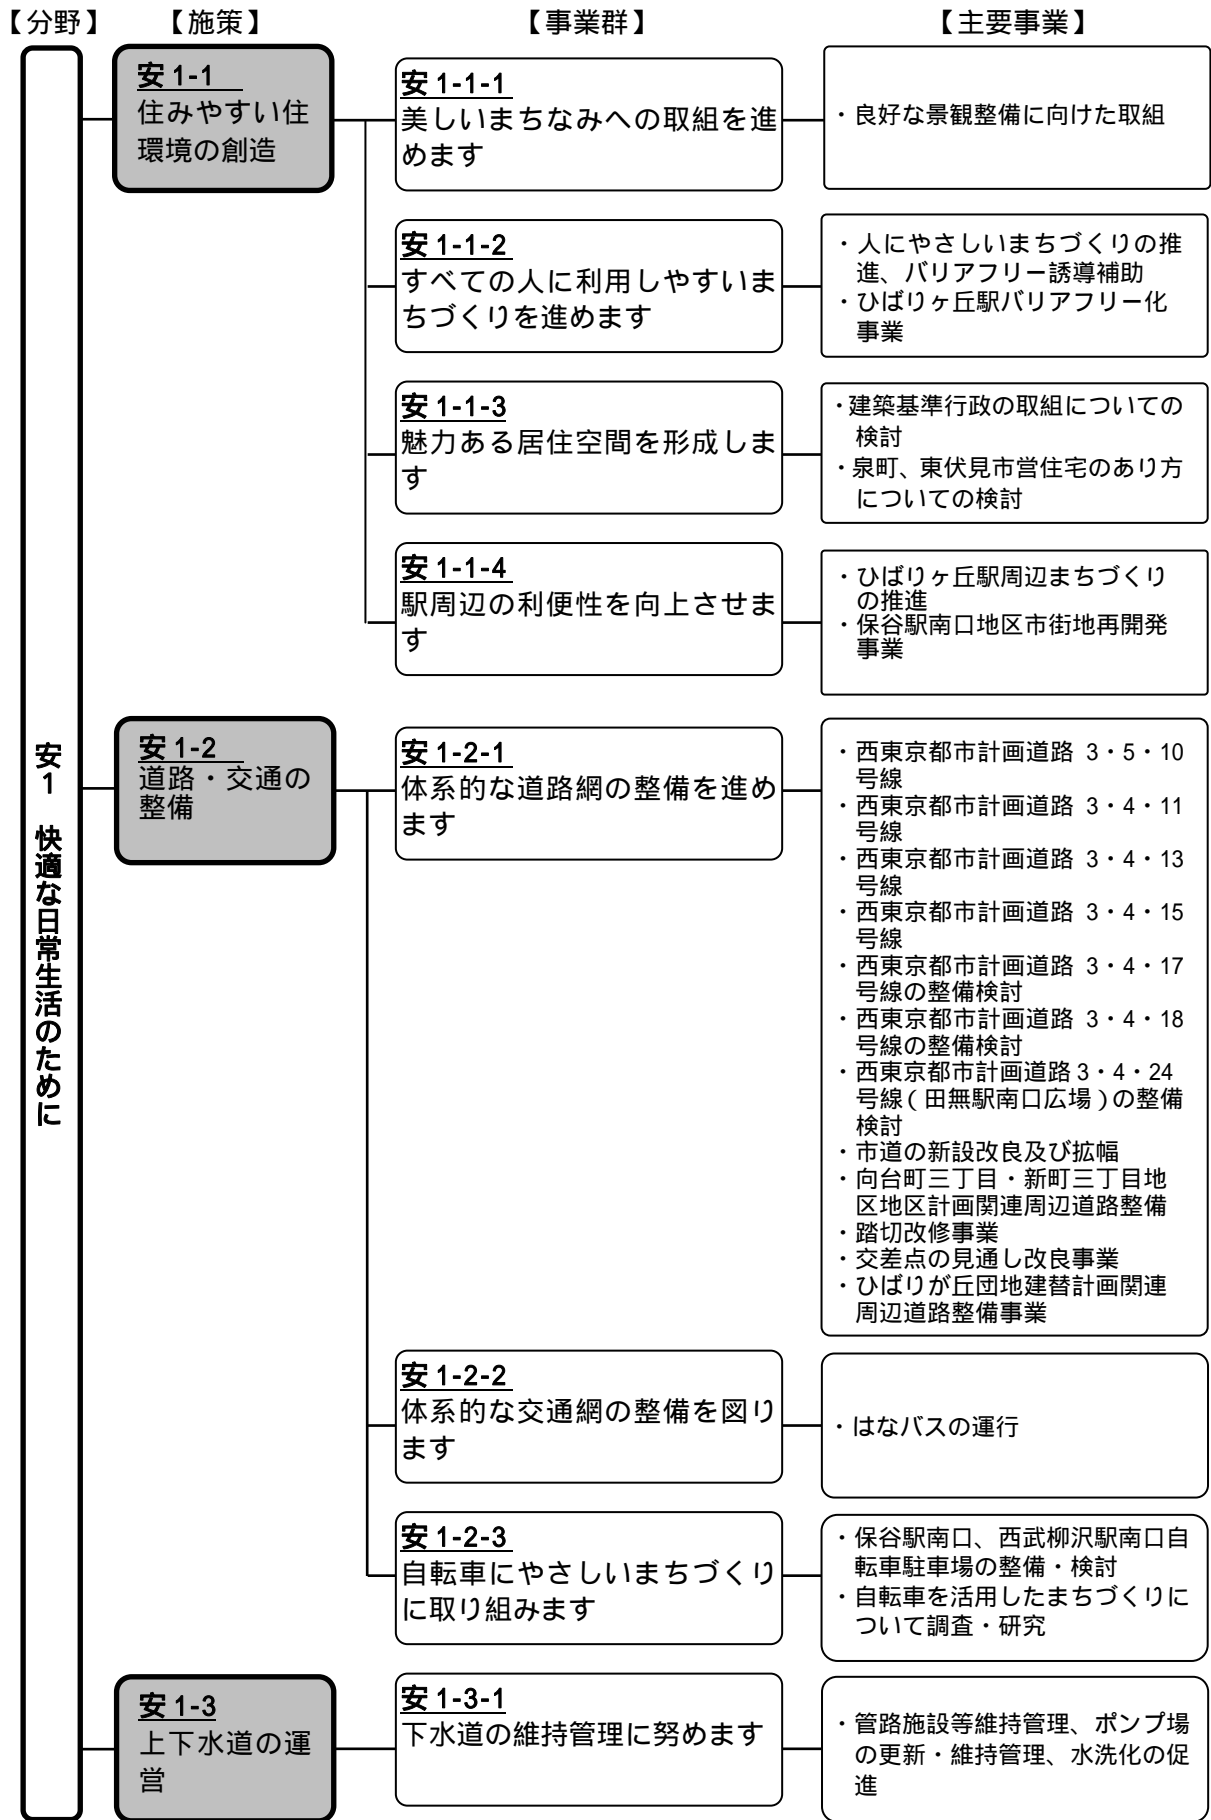 【分野】 【施策】 【事業群】 【主要事業】
安1 快適な日常生活のために
安 1-1
住みやすい住
環境の創造
安 1-1-1
美しいまちなみへの取組を進
めます
・良好な景観整備に向けた取組
安 1-1-2
すべての人に利用しやすいま
ちづくりを進めます
・人にやさしいまちづくりの推
進、バリアフリー誘導補助
・ひばりヶ丘駅バリアフリー化
事業
安 1-1-3
魅力ある居住空間を形成しま
す
・建築基準行政の取組についての
検討
・泉町、東伏見市営住宅のあり方
についての検討
安 1-1-4
駅周辺の利便性を向上させま
す
・ひばりヶ丘駅周辺まちづくり
の推進
・保谷駅南口地区市街地再開発
事業
安 1-2
道路・交通の
整備
安 1-2-1
体系的な道路網の整備を進め
ます
・西東京都市計画道路 3・5・10
号線
・西東京都市計画道路 3・4・11
号線
・西東京都市計画道路 3・4・13
号線
・西東京都市計画道路 3・4・15
号線
・西東京都市計画道路 3・4・17
号線の整備検討
・西東京都市計画道路 3・4・18
号線の整備検討
・西東京都市計画道路 3・4・24
号線(田無駅南口広場)の整備
検討
・市道の新設改良及び拡幅
・向台町三丁目・新町三丁目地
区地区計画関連周辺道路整備
・踏切改修事業
・交差点の見通し改良事業
・ひばりが丘団地建替計画関連
周辺道路整備事業
安 1-2-2
体系的な交通網の整備を図り
ます
・はなバスの運行
安 1-2-3
自転車にやさしいまちづくり
に取り組みます
・保谷駅南口、西武柳沢駅南口自
転車駐車場の整備・検討
・自転車を活用したまちづくりに
ついて調査・研究
安 1-3
上下水道の運
営
安 1-3-1
下水道の維持管理に努めます
・管路施設等維持管理、ポンプ場
の更新・維持管理、水洗化の促
進